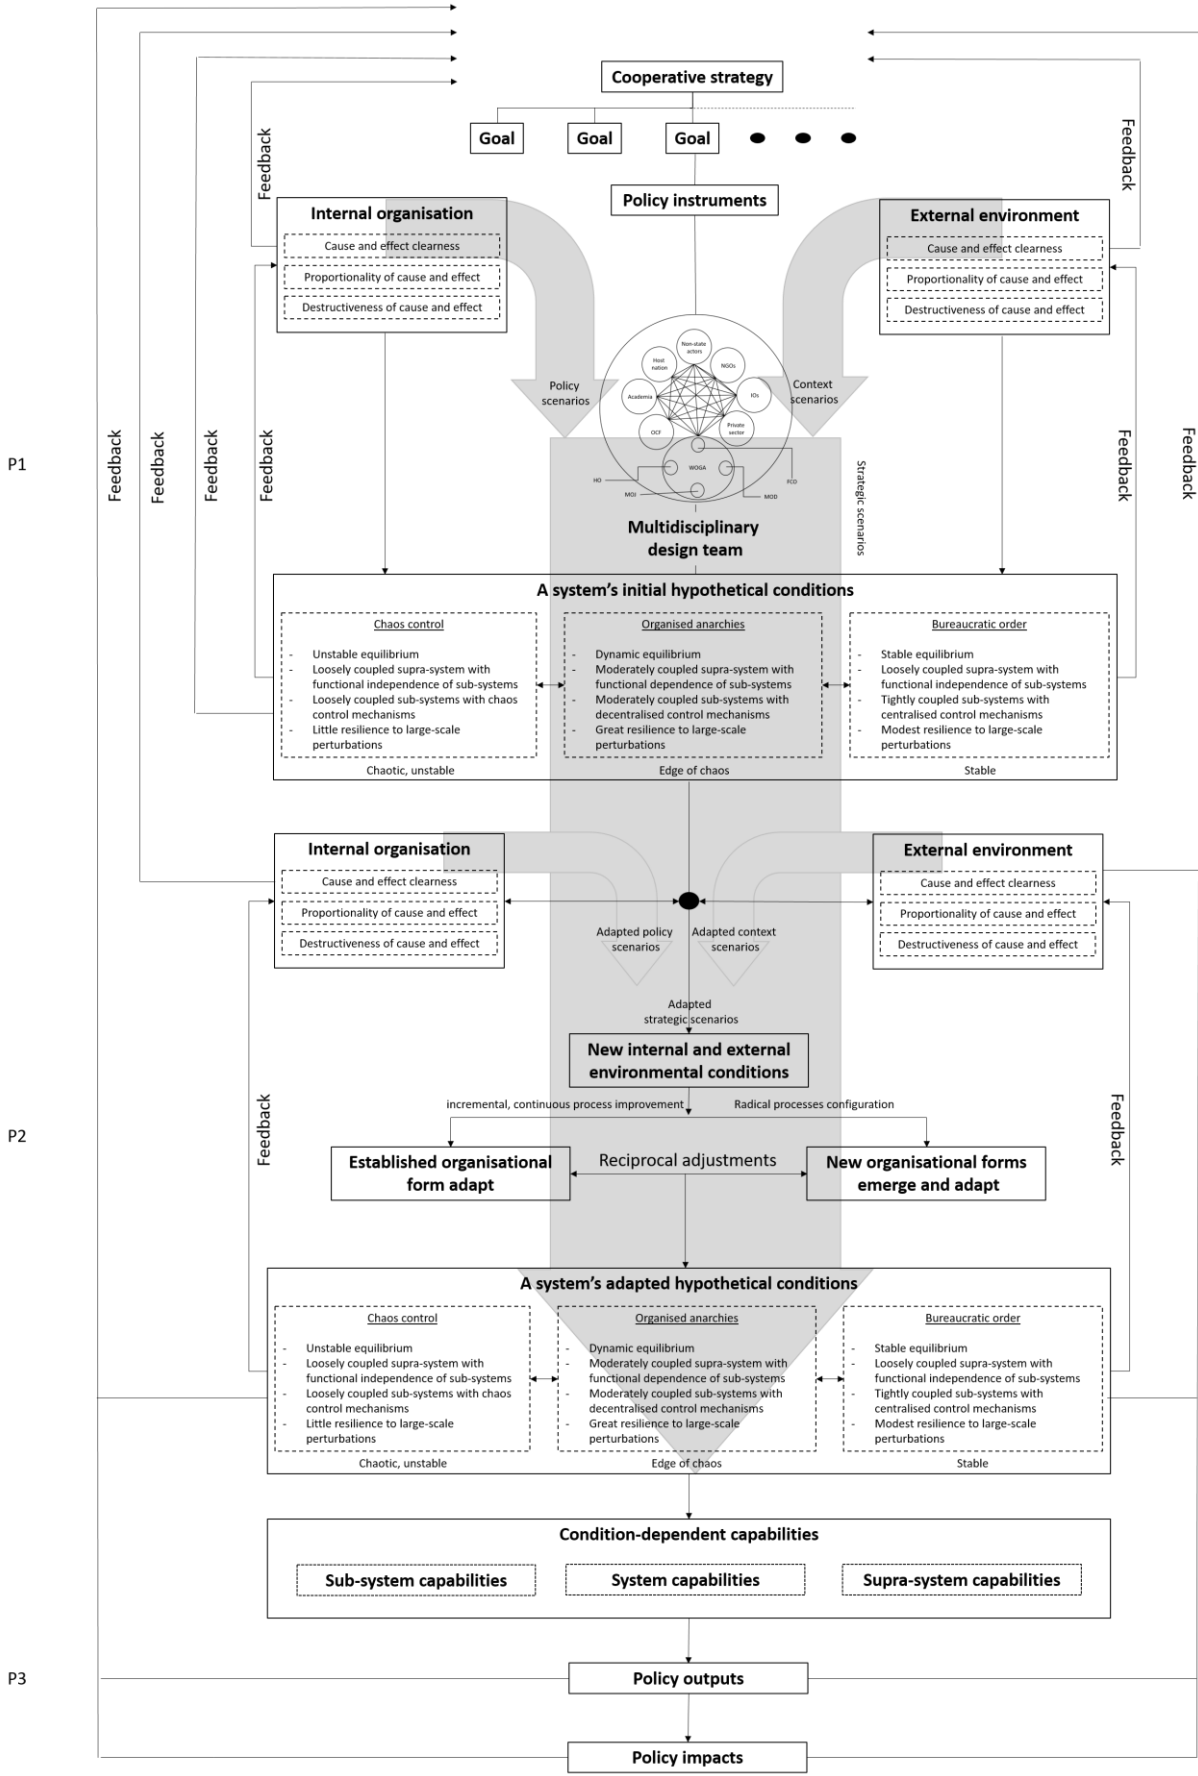 Cooperative strategy
Goal
Goal
Goal
Feedback
Feedback
Policy instruments
Internal organisation
Cause and effect clearness
Proportionality of cause and effect
Destructiveness of cause and effect
External environment
Cause and effect clearness
Proportionality of cause and effect
Destructiveness of cause and effect
Policy
scenarios
Context
scenarios
Non-state
actors
Host
nation
NGOs
Academia
IOs
OCF
Private
sector
WOGA
HO
MOI
MOD
FCO
Strategic scenarios
P1
Feedback
Feedback
Feedback
Feedback
Feedback
Feedback
Multidisciplinary
design team
A system's initial hypothetical conditions
Chaos control
- Unstable equilibrium
- Loosely coupled supra-system with
functional independence of sub-systems
- Loosely coupled sub-systems with chaos
control mechanisms
- Little resilience to large-scale
perturbations
Chaotic, unstable
Organised anarchies
- Dynamic equilibrium
- Moderately coupled supra-system with
functional dependence of sub-systems
- Moderately coupled sub-systems with
decentralised control mechanisms
- Great resilience to large-scale
perturbations
Edge of chaos
Bureaucratic order
- Stable equilibrium
- Loosely coupled supra-system with
functional independence of sub-systems
- Tightly coupled sub-systems with
centralised control mechanisms
- Modest resilience to large-scale
perturbations
Stable
Internal organisation
Cause and effect clearness
Proportionality of cause and effect
Destructiveness of cause and effect
External environment
Cause and effect clearness
Proportionality of cause and effect
Destructiveness of cause and effect
Adapted policy
scenarios
Adapted context
scenarios
Adapted
strategic scenarios
New internal and external
environmental conditions
incremental, continuous process improvement
Radical processes configuration
P2
Feedback
Feedback
Established organisational
form adapt
Reciprocal adjustments
New organisational forms
emerge and adapt
A system's adapted hypothetical conditions
Chaos control
- Unstable equilibrium
- Loosely coupled supra-system with
functional independence of sub-systems
- Loosely coupled sub-systems with chaos
control mechanisms
- Little resilience to large-scale
perturbations
Chaotic, unstable
Organised anarchies
- Dynamic equilibrium
- Moderately coupled supra-system with
functional dependence of sub-systems
- Moderately coupled sub-systems with
decentralised control mechanisms
- Great resilience to large-scale
perturbations
Edge of chaos
Bureaucratic order
- Stable equilibrium
- Loosely coupled supra-system with
functional independence of sub-systems
- Tightly coupled sub-systems with
centralised control mechanisms
- Modest resilience to large-scale
perturbations
Stable
Condition-dependent capabilities
Sub-system capabilities
System capabilities
Supra-system capabilities
P3
Policy outputs
Policy impacts